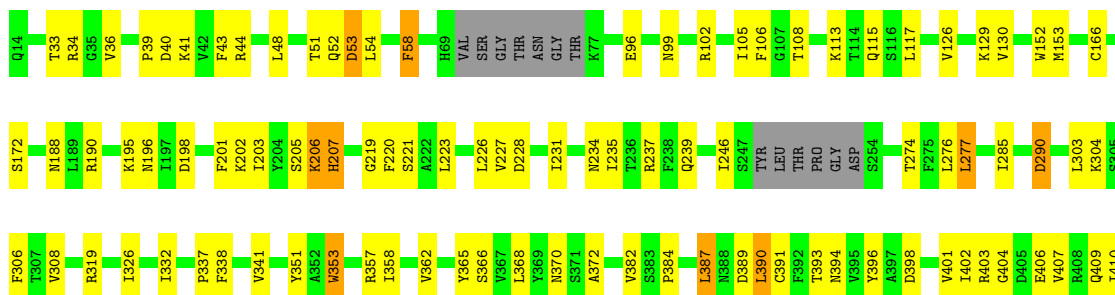 Q14 T33 R34 G35 V36 P39 D40 K41 V42 F43 R44 L48 T51 Q52 D53 L54 F58 H69 VAL SER GLY THR ASN GLY THR K77 E96 N99 R102 I105 F106 G107 T108 K113 T114 Q115 S116 L117 V126 K129 V130 W152 M153 C166
S172 N188 L189 R190 K195 N196 I197 D198 F201 K202 I203 Y204 S205 K206 H207 G219 F220 S221 A222 L223 L226 V227 D228 I231 N234 I235 T236 R237 F238 Q239 I246 S247 TYR LEU THR PRO GLY ASP S254 T274 F275 L276 L277 I285 D290 L303 K304 S305
F306 T307 V308 R319 I326 I332 P337 F338 V341 Y351 A352 W353 R357 I358 V362 Y365 S366 V367 L368 Y369 N370 S371 A372 V382 S383 P384 L387 N388 D389 L390 C391 F392 T393 N394 V395 Y396 A397 D398 V401 I402 R403 G404 D405 E406 V407 R408 Q409 I410